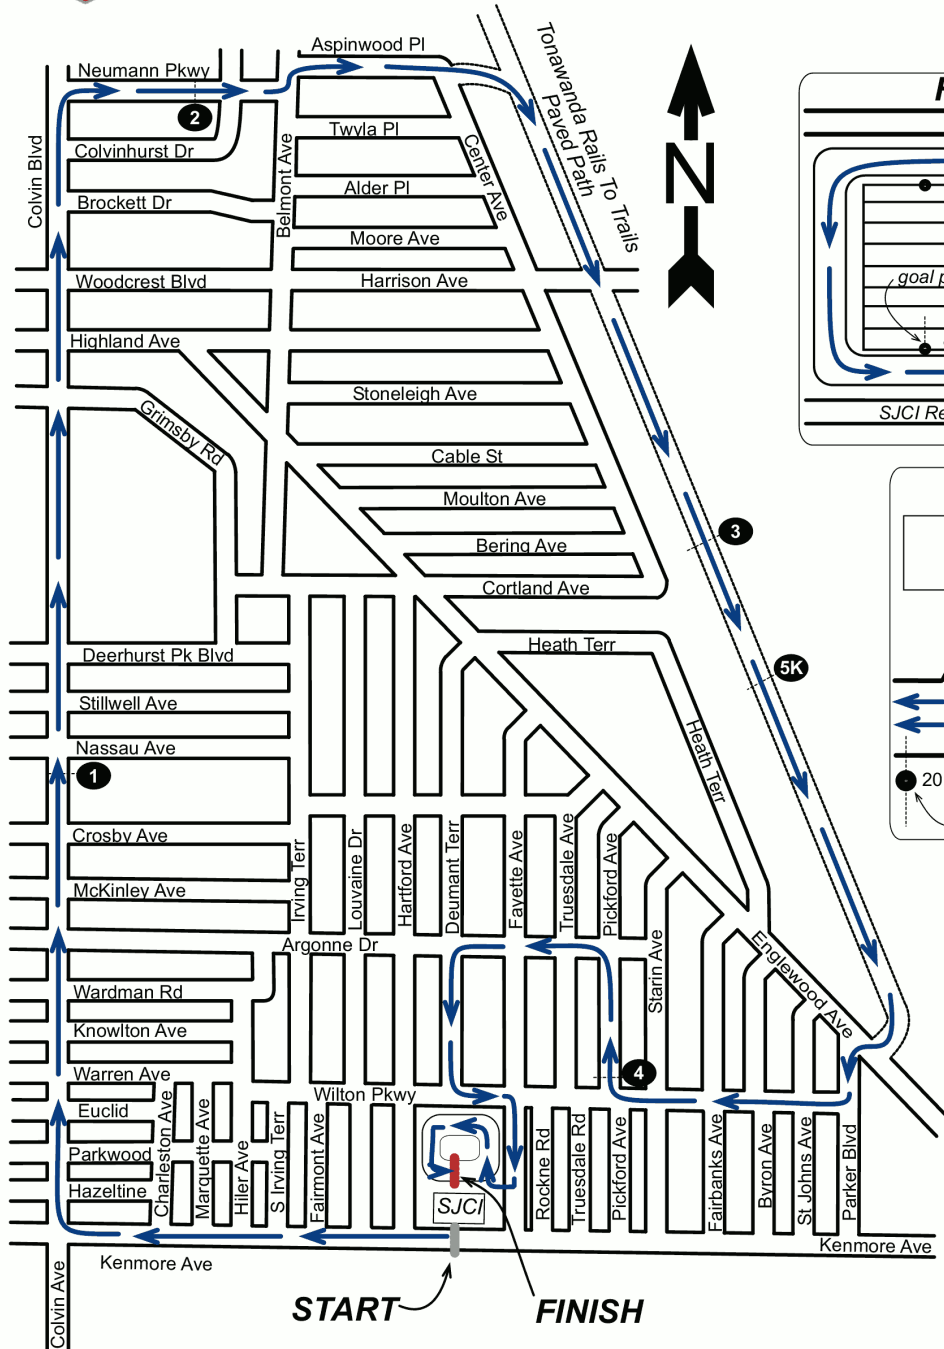 Aspinwood Pl
Neumann Pkwy
2
Tonawanda Rails To Trails
Paved Path
Twyla Pl
Colvinhurst Dr
Colvin Blvd
Belmont Ave
Center Ave
N
Alder Pl
Brockett Dr
Moore Ave
Woodcrest Blvd
Harrison Ave
goal p
Highland Ave
Stoneleigh Ave
SJCI Re
Grimsby Rd
Cable St
Moulton Ave
3
Bering Ave
Cortland Ave
Heath Terr
Deerhurst Pk Blvd
5K
Stillwell Ave
Heath Terr
Nassau Ave
1
20
Crosby Ave
Irving Terr
Louvaine Dr
Hartford Ave
Deumant Terr
Fayette Ave
Truesdale Ave
Pickford Ave
McKinley Ave
Argonne Dr
Starin Ave
Englewood Ave
Wardman Rd
Knowlton Ave
Warren Ave
4
Wilton Pkwy
Euclid
Parkwood
Hazeltine
Charleston Ave
Marquette Ave
Hiler Ave
S Irving Terr
Fairmont Ave
SJCI
Rockne Rd
Truesdale Rd
Pickford Ave
Fairbanks Ave
Byron Ave
St Johns Ave
Parker Blvd
Kenmore Ave
Kenmore Ave
Colvin Ave
START
FINISH